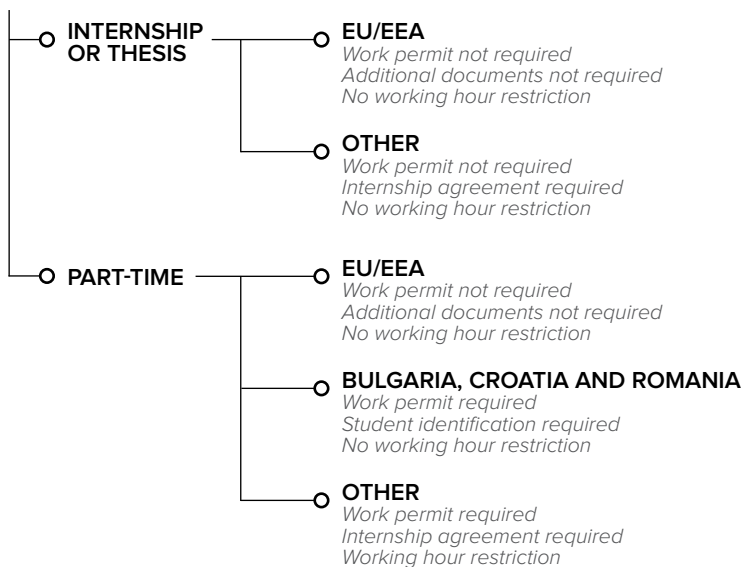 INTERNSHIP
OR THESIS
EU/EEA
Work permit not required
Additional documents not required
No working hour restriction
OTHER
Work permit not required
Internship agreement required
No working hour restriction
PART-TIME
EU/EEA
Work permit not required
Additional documents not required
No working hour restriction
BULGARIA, CROATIA AND ROMANIA
Work permit required
Student identification required
No working hour restriction
OTHER
Work permit required
Internship agreement required
Working hour restriction